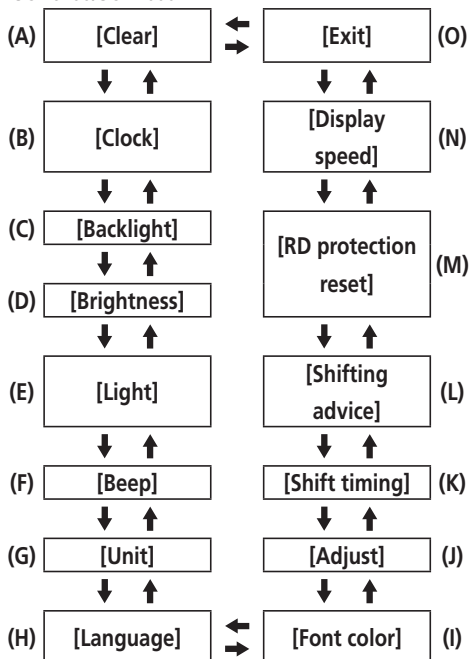 (A) [Clear] [Exit] (O)
(B) [Clock] [Display
speed] (N)
(C) [Backlight] [RD protection
reset] (M)
(D) [Brightness]
(E) [Light] [Shifting
advice] (L)
(F) [Beep] [Shift timing] (K)
(G) [Unit] [Adjust] (J)
(H) [Language] [Font color] (I)